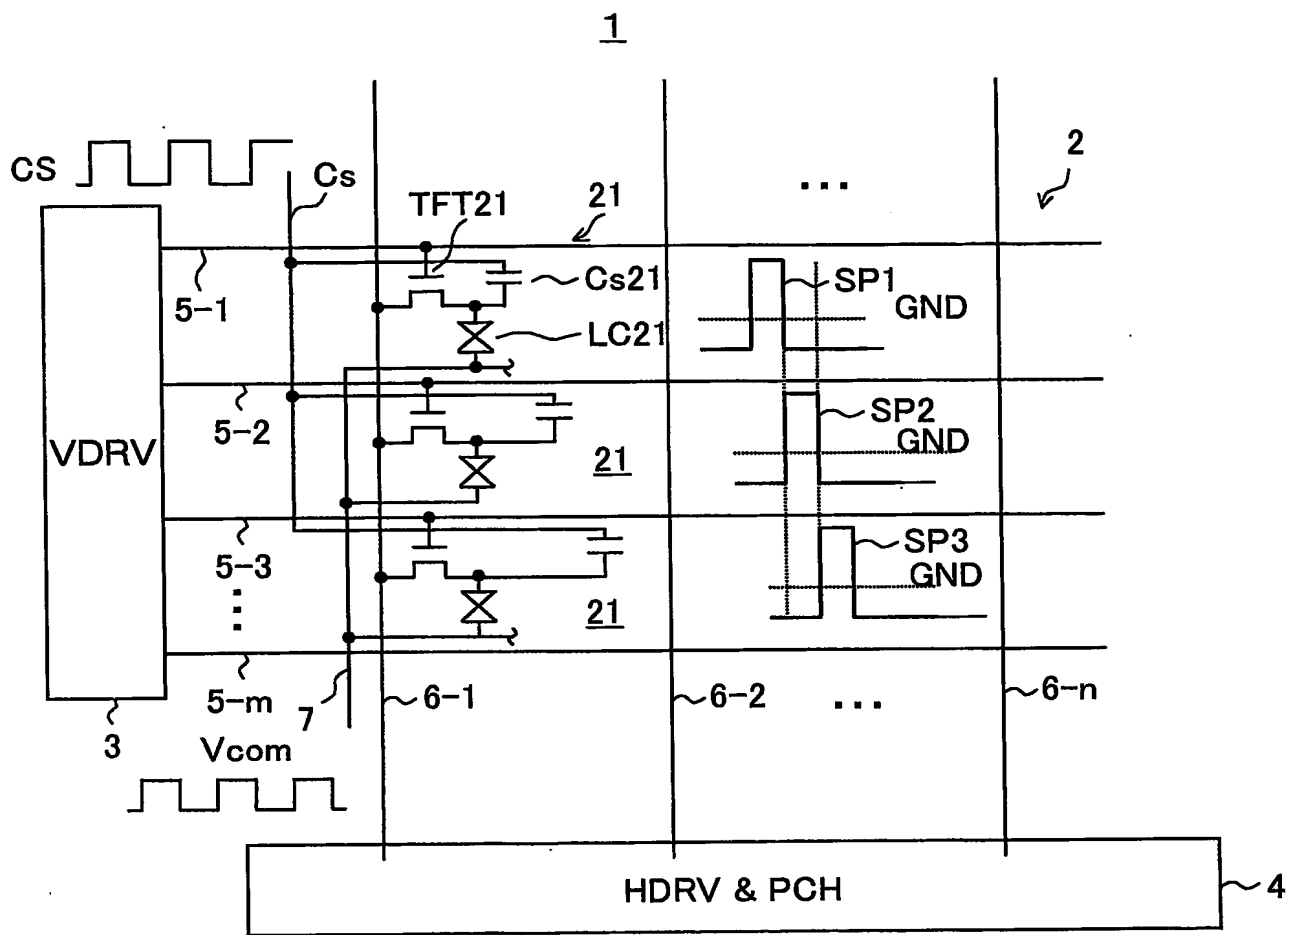 1
CS
Cs
TFT21
21
...
2
Cs21
SP1
GND
5-1
LC21
5-2
SP2
GND
VDRV
21
5-3
SP3
GND
21
5-m
7
6-1
6-2
...
6-n
3
Vcom
HDRV & PCH
4